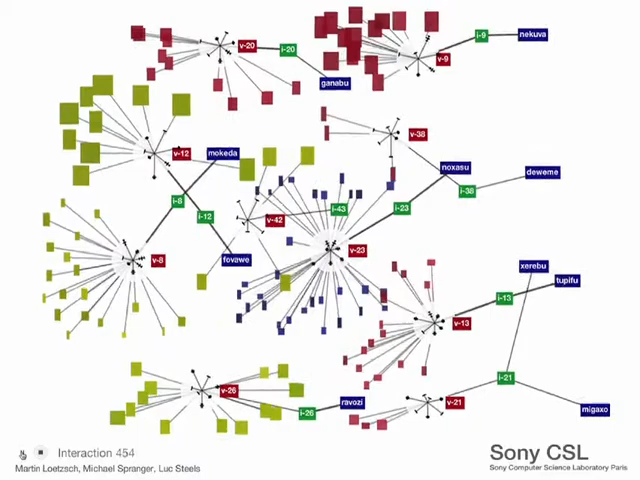 v-20
i-20
ganabu
i-9
nekuva
v-9
v-38
v-12
mokeda
noxasu
deweme
i-38
i-8
i-12
i-43
i-23
v-42
v-8
fovawe
v-23
xerebu
tupifu
i-13
v-13
i-21
v-26
i-26
ravozi
v-21
migaxo
Interaction 454
Martin Loetzsch, Michael Spranger, Luc Steels
Sony CSL
Sony Computer Science Laboratory Paris